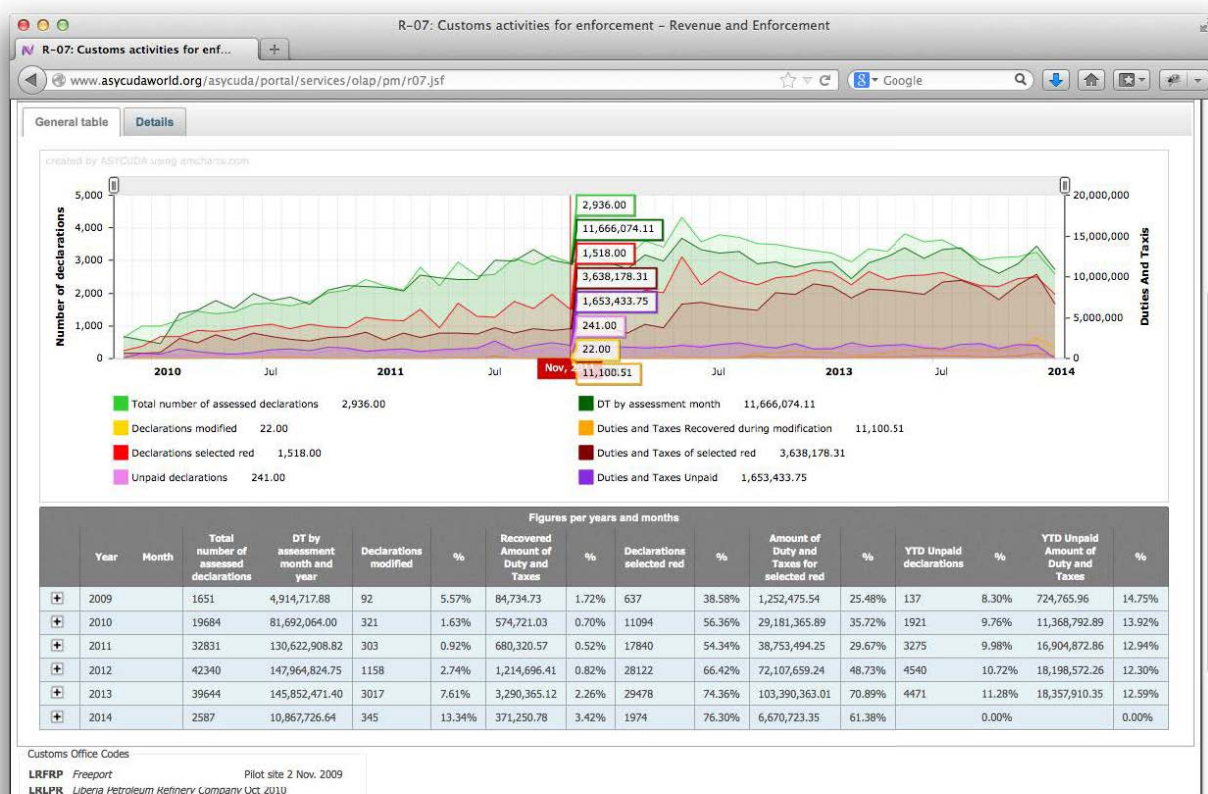 R-07: Customs activities for enforcement - Revenue and Enforcement
R-07: Customs activities for enf...
www.asycudaworld.org/asycuda/portal/services/olap/pm/r07.jsf
Google
General table Details
created by ASYCUDA using amcharts.com
Number of declarations
5,000
4,000
3,000
2,000
1,000
0
2,936.00
11,666,074.11
1,518.00
3,638,178.31
1,653,433.75
241.00
22.00
11,100.51
20,000,000
15,000,000
10,000,000
5,000,000
0
Duties And Taxis
2010 Jul 2011 Jul Nov, Jul 2013 Jul 2014
Total number of assessed declarations 2,936.00 DT by assessment month 11,666,074.11
Declarations modified 22.00 Duties and Taxes Recovered during modification 11,100.51
Declarations selected red 1,518.00 Duties and Taxes of selected red 3,638,178.31
Unpaid declarations 241.00 Duties and Taxes Unpaid 1,653,433.75
Figures per years and months
Year Month Total number of assessed declarations DT by assessment month and year Declarations modified % Recovered Amount of Duty and Taxes % Declarations selected red % Amount of Duty and Taxes for selected red % YTD Unpaid declarations % YTD Unpaid Amount of Duty and Taxes %
2009 1651 4,914,717.88 92 5.57% 84,734.73 1.72% 637 38.58% 1,252,475.54 25.48% 137 8.30% 724,765.96 14.75%
2010 19684 81,692,064.00 321 1.63% 574,721.03 0.70% 11094 56.36% 29,181,365.89 35.72% 1921 9.76% 11,368,792.89 13.92%
2011 32831 130,622,908.82 303 0.92% 680,320.57 0.52% 17840 54.34% 38,753,494.25 29.67% 3275 9.98% 16,904,872.86 12.94%
2012 42340 147,964,824.75 1158 2.74% 1,214,696.41 0.82% 28122 66.42% 72,107,659.24 48.73% 4540 10.72% 18,198,572.26 12.30%
2013 39644 145,852,471.40 3017 7.61% 3,290,365.12 2.26% 29478 74.36% 103,390,363.01 70.89% 4471 11.28% 18,357,910.35 12.59%
2014 2587 10,867,726.64 345 13.34% 371,250.78 3.42% 1974 76.30% 6,670,723.35 61.38% 0.00% 0.00%
Customs Office Codes
LRFRP Freeport Pilot site 2 Nov. 2009
LRLPR Liberia Petroleum Refinery Company Oct 2010